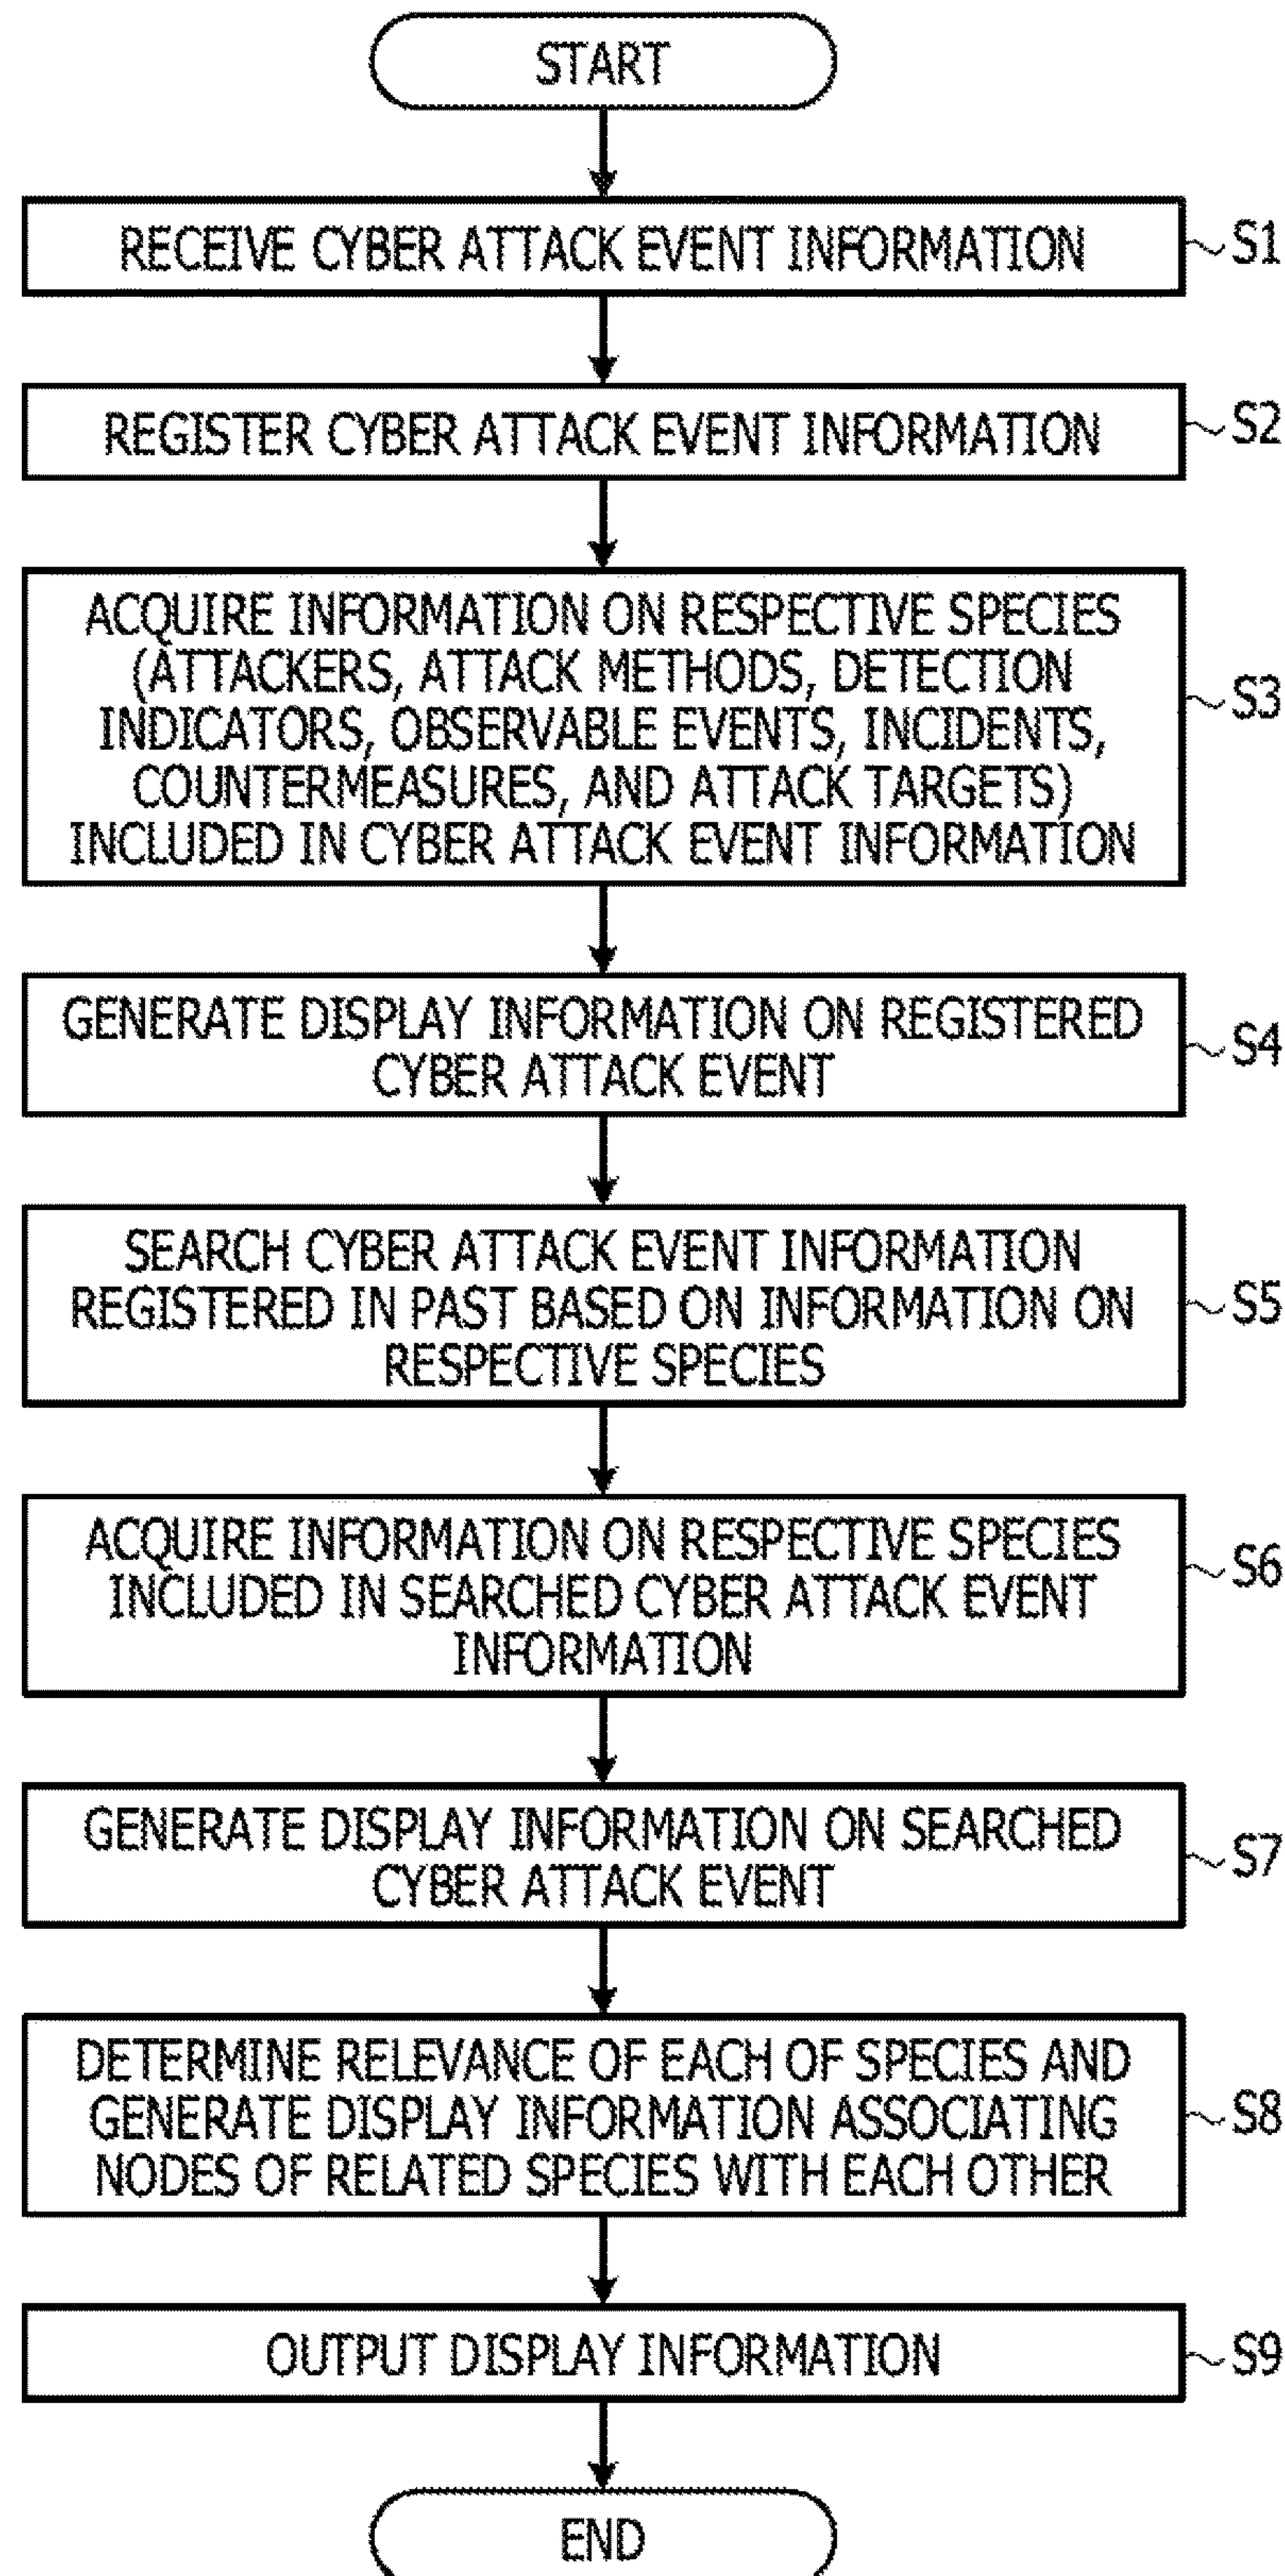 START
RECEIVE CYBER ATTACK EVENT INFORMATION
S1
REGISTER CYBER ATTACK EVENT INFORMATION
S2
ACQUIRE INFORMATION ON RESPECTIVE SPECIES
(ATTACKERS, ATTACK METHODS, DETECTION
INDICATORS, OBSERVABLE EVENTS, INCIDENTS,
COUNTERMEASURES, AND ATTACK TARGETS)
INCLUDED IN CYBER ATTACK EVENT INFORMATION
S3
GENERATE DISPLAY INFORMATION ON REGISTERED
CYBER ATTACK EVENT
S4
SEARCH CYBER ATTACK EVENT INFORMATION
REGISTERED IN PAST BASED ON INFORMATION ON
RESPECTIVE SPECIES
S5
ACQUIRE INFORMATION ON RESPECTIVE SPECIES
INCLUDED IN SEARCHED CYBER ATTACK EVENT
INFORMATION
S6
GENERATE DISPLAY INFORMATION ON SEARCHED
CYBER ATTACK EVENT
S7
DETERMINE RELEVANCE OF EACH OF SPECIES AND
GENERATE DISPLAY INFORMATION ASSOCIATING
NODES OF RELATED SPECIES WITH EACH OTHER
S8
OUTPUT DISPLAY INFORMATION
S9
END